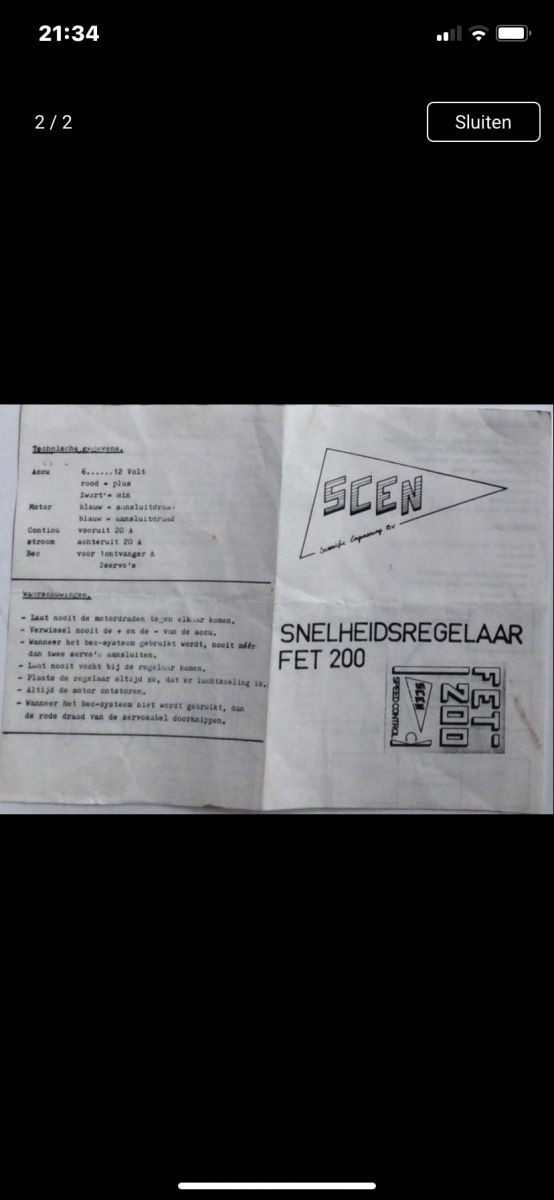 21:34
2 / 2
Sluiten
Technische gegevens.
Accu 6......12 Volt
rood = plus
Zwart = min
Motor blauw = aansluitdraad
blauw = aansluitdraad
Continu vooruit 20 A
stroom achteruit 20 A
Bec voor 1ontvanger &
2servo's
Waarschuwingen.
- Laat nooit de motordraden tegen elkaar komen.
- Verwissel nooit de + en de - van de accu.
- Wanneer het bec-systeem gebruikt wordt, nooit méér
dan twee servo's aansluiten.
- Laat nooit vocht bij de regelaar komen.
- Plaats de regelaar altijd zo, dat er luchtkoeling is.
- Altijd de motor ontstoren.
- Wanneer het bec-systeem niet wordt gebruikt, dan
de rode draad van de servokabel doorknippen.
SCEN
Scientific Engineering B.V.
SNELHEIDSREGELAAR
FET 200
FET-
200
SCEN
SPEED CONTROL